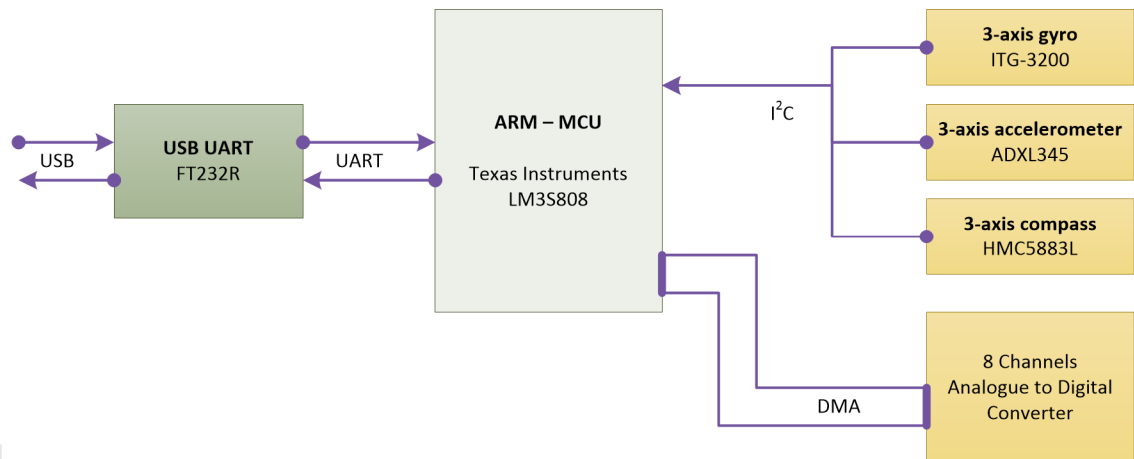 USB
USB UART
FT232R
UART
ARM – MCU
Texas Instruments
LM3S808
I²C
3-axis gyro
ITG-3200
3-axis accelerometer
ADXL345
3-axis compass
HMC5883L
DMA
8 Channels
Analogue to Digital
Converter